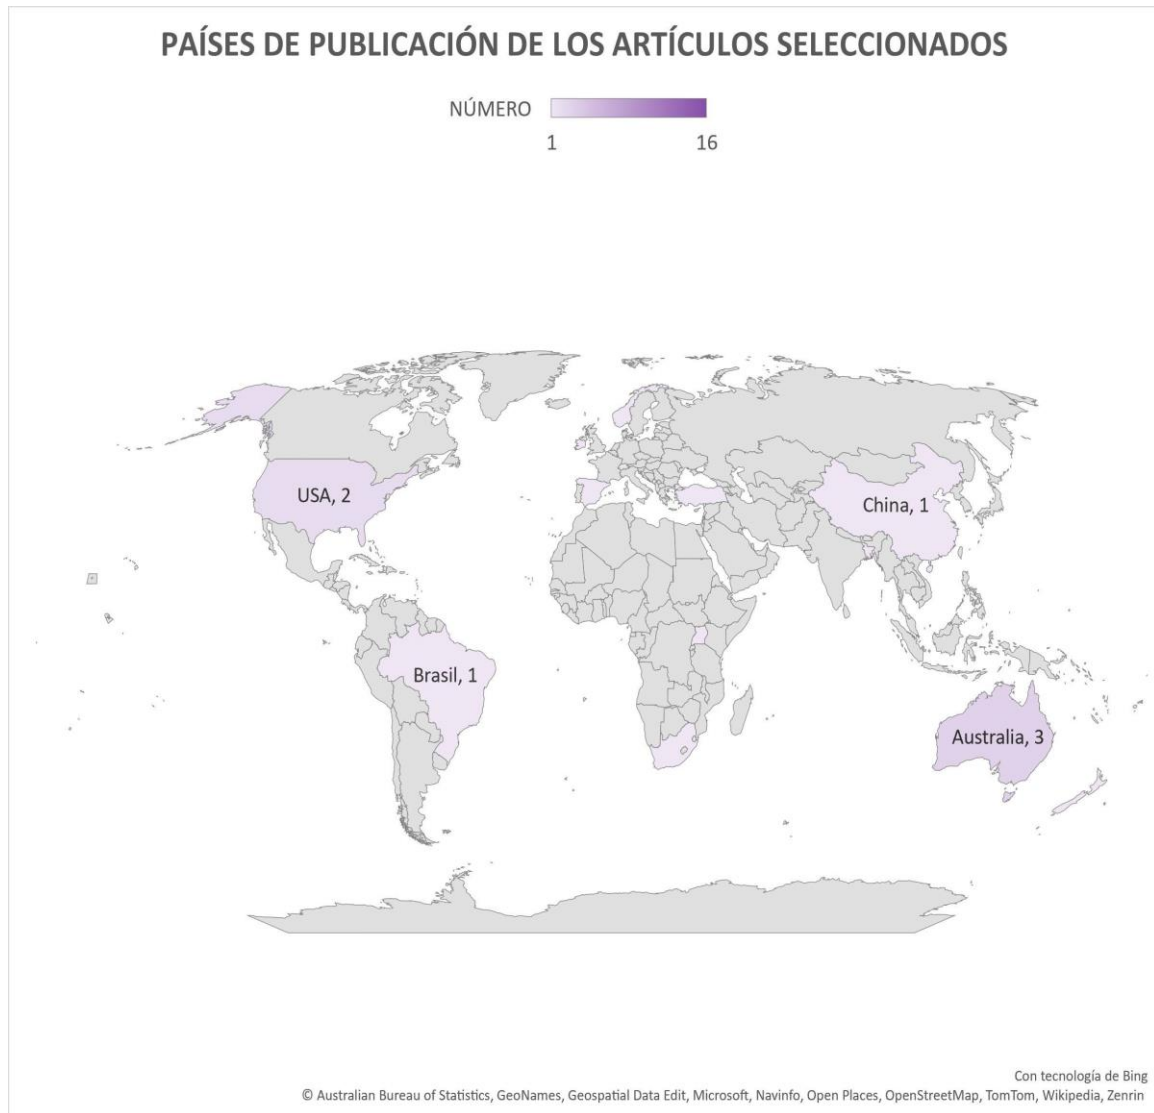 PAÍSES DE PUBLICACIÓN DE LOS ARTÍCULOS SELECCIONADOS
NÚMERO
1 16
USA, 2
China, 1
Brasil, 1
Australia, 3
Con tecnología de Bing
© Australian Bureau of Statistics, GeoNames, Geospatial Data Edit, Microsoft, Navinfo, Open Places, OpenStreetMap, TomTom, Wikipedia, Zenrin